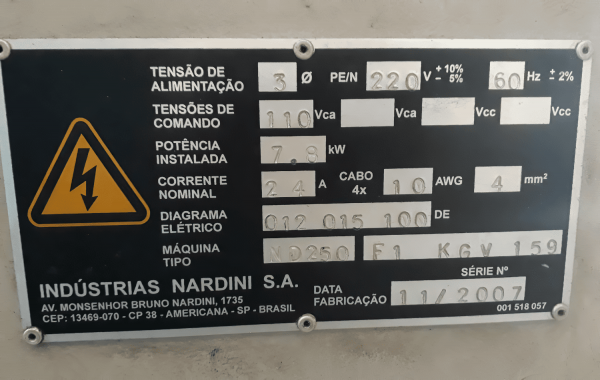 TENSÃO DE ALIMENTAÇÃO 3 Ø PE/N 220 V + 10% - 5% 60 Hz ± 2%
TENSÕES DE COMANDO 110 Vca Vca Vcc Vcc
POTÊNCIA INSTALADA 7.8 kW
CORRENTE NOMINAL 24 A CABO 4x 10 AWG 4 mm²
DIAGRAMA ELÉTRICO 012 015 100 DE
MÁQUINA TIPO ND250 F1 KGV 159
SÉRIE Nº
INDÚSTRIAS NARDINI S.A.
AV. MONSENHOR BRUNO NARDINI, 1735
CEP: 13469-070 - CP 38 - AMERICANA - SP - BRASIL
DATA FABRICAÇÃO 11/2007
001 518 057